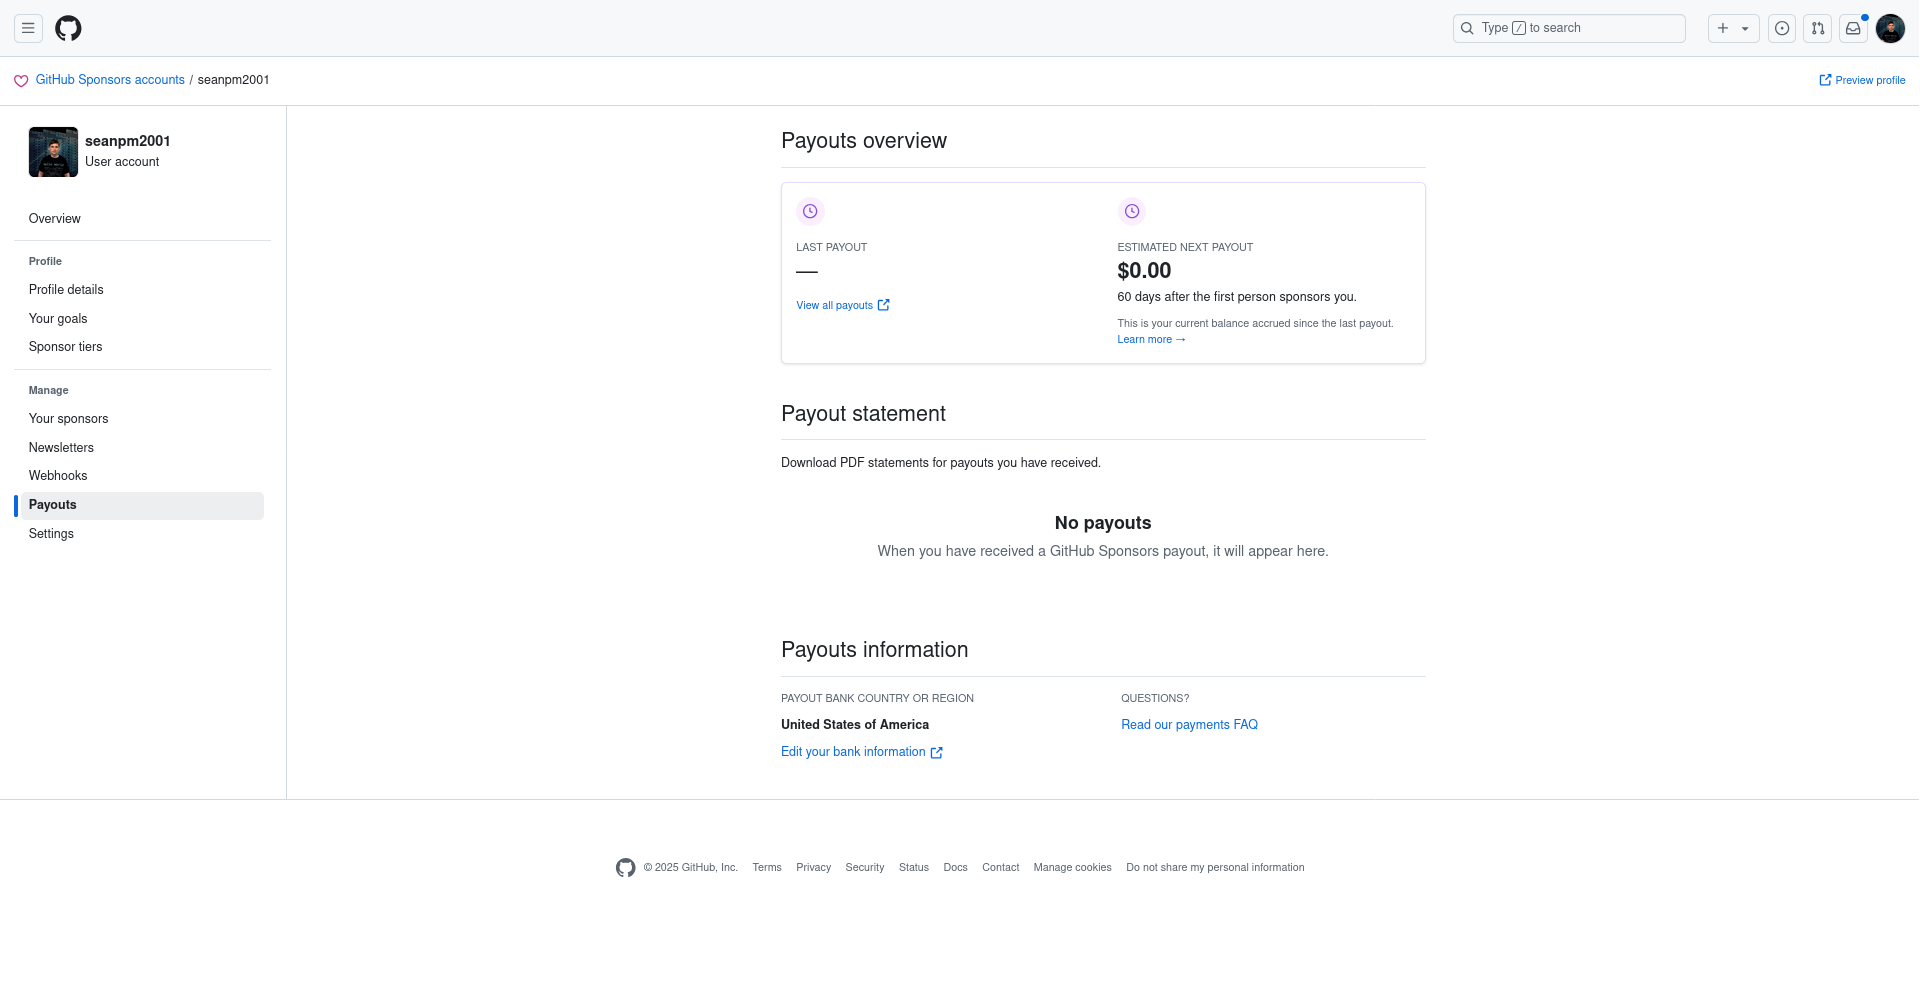 Type / to search
GitHub Sponsors accounts / seanpm2001
Preview profile
seanpm2001
User account
Overview
Profile
Profile details
Your goals
Sponsor tiers
Manage
Your sponsors
Newsletters
Webhooks
Payouts
Settings
Payouts overview
LAST PAYOUT
—
View all payouts
ESTIMATED NEXT PAYOUT
$0.00
60 days after the first person sponsors you.
This is your current balance accrued since the last payout.
Learn more →
Payout statement
Download PDF statements for payouts you have received.
No payouts
When you have received a GitHub Sponsors payout, it will appear here.
Payouts information
PAYOUT BANK COUNTRY OR REGION
United States of America
Edit your bank information
QUESTIONS?
Read our payments FAQ
© 2025 GitHub, Inc. Terms Privacy Security Status Docs Contact Manage cookies Do not share my personal information